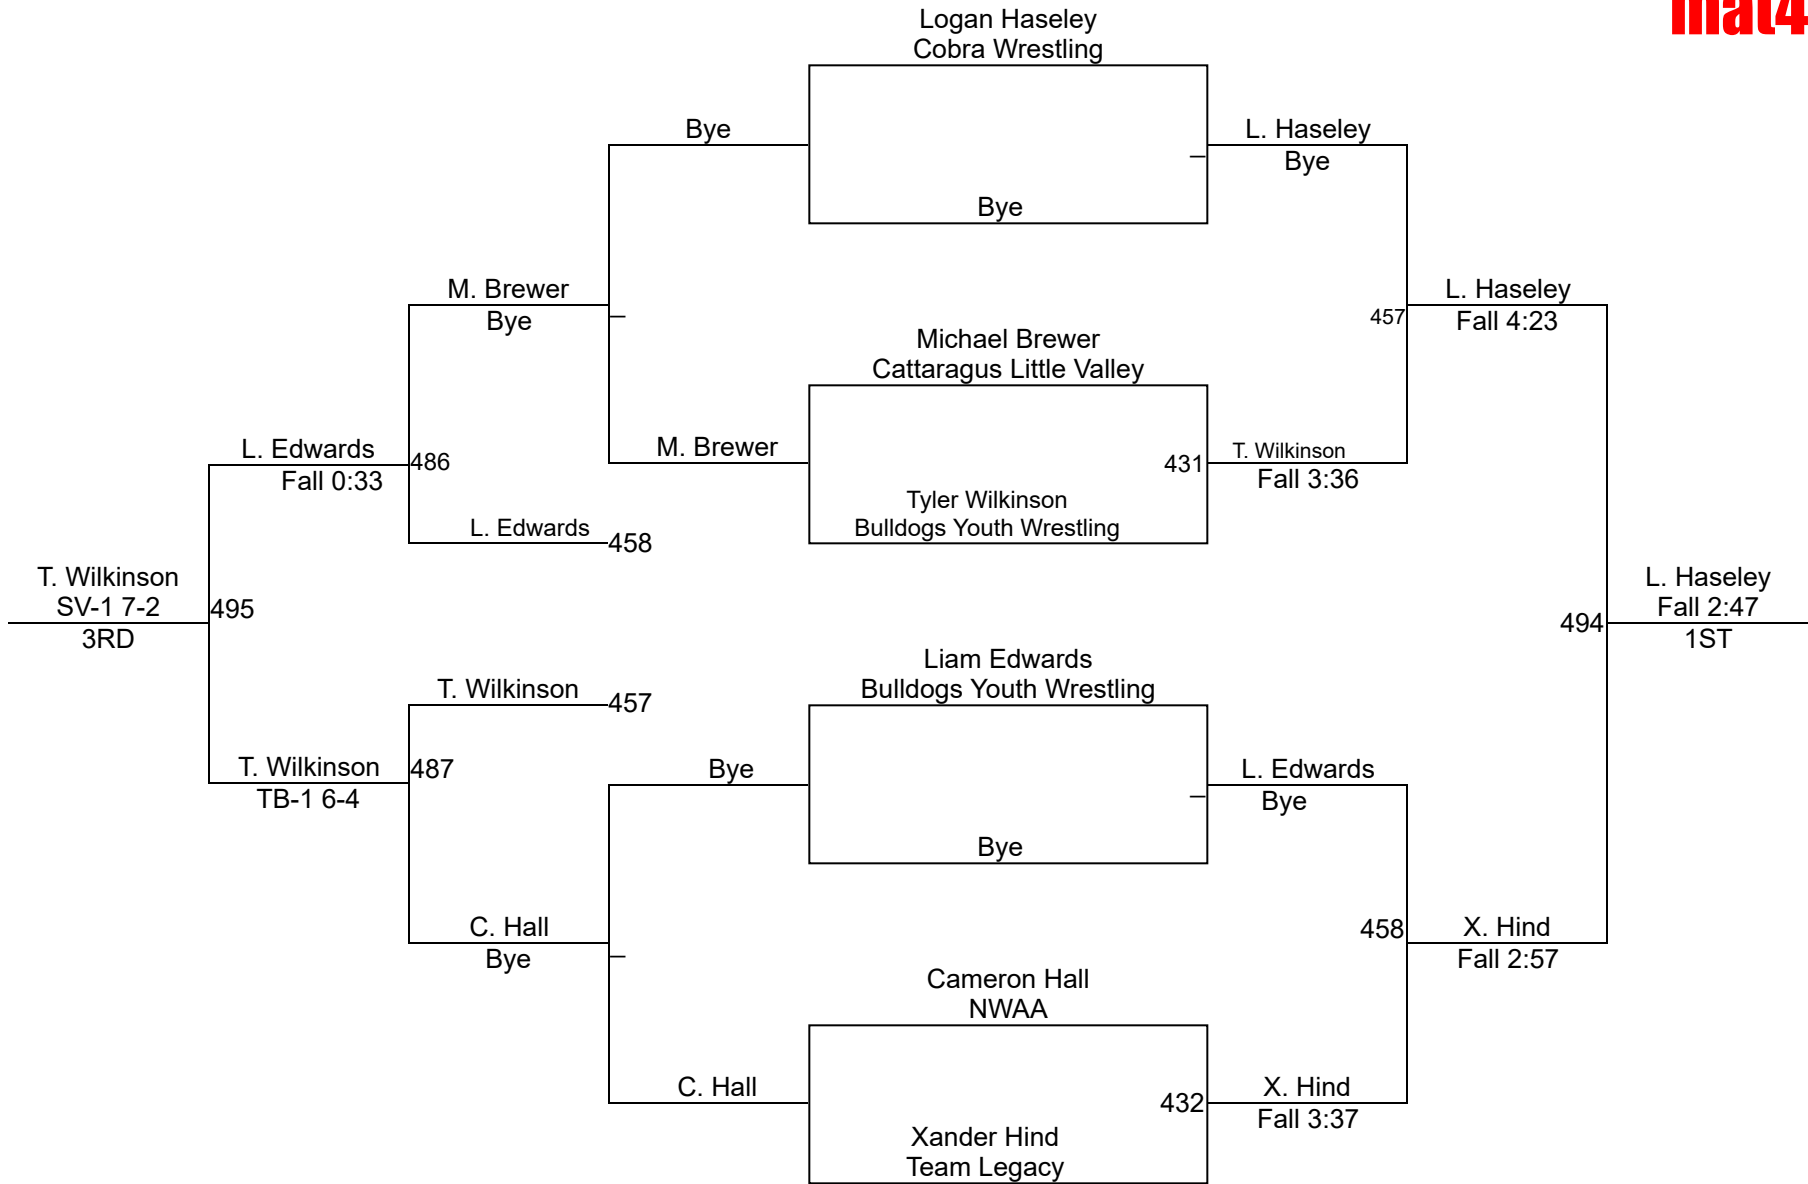 mat4
Logan Haseley
Cobra Wrestling
Bye
L. Haseley
Bye
Bye
M. Brewer
Bye
L. Haseley
457
Fall 4:23
Michael Brewer
Cattaragus Little Valley
L. Edwards
Fall 0:33
486
M. Brewer
431
T. Wilkinson
Fall 3:36
Tyler Wilkinson
Bulldogs Youth Wrestling
L. Edwards
458
T. Wilkinson
SV-1 7-2
3RD
495
494
L. Haseley
Fall 2:47
1ST
Liam Edwards
Bulldogs Youth Wrestling
T. Wilkinson
457
T. Wilkinson
TB-1 6-4
487
Bye
L. Edwards
Bye
Bye
C. Hall
Bye
458
X. Hind
Fall 2:57
Cameron Hall
NWAA
C. Hall
432
X. Hind
Fall 3:37
Xander Hind
Team Legacy